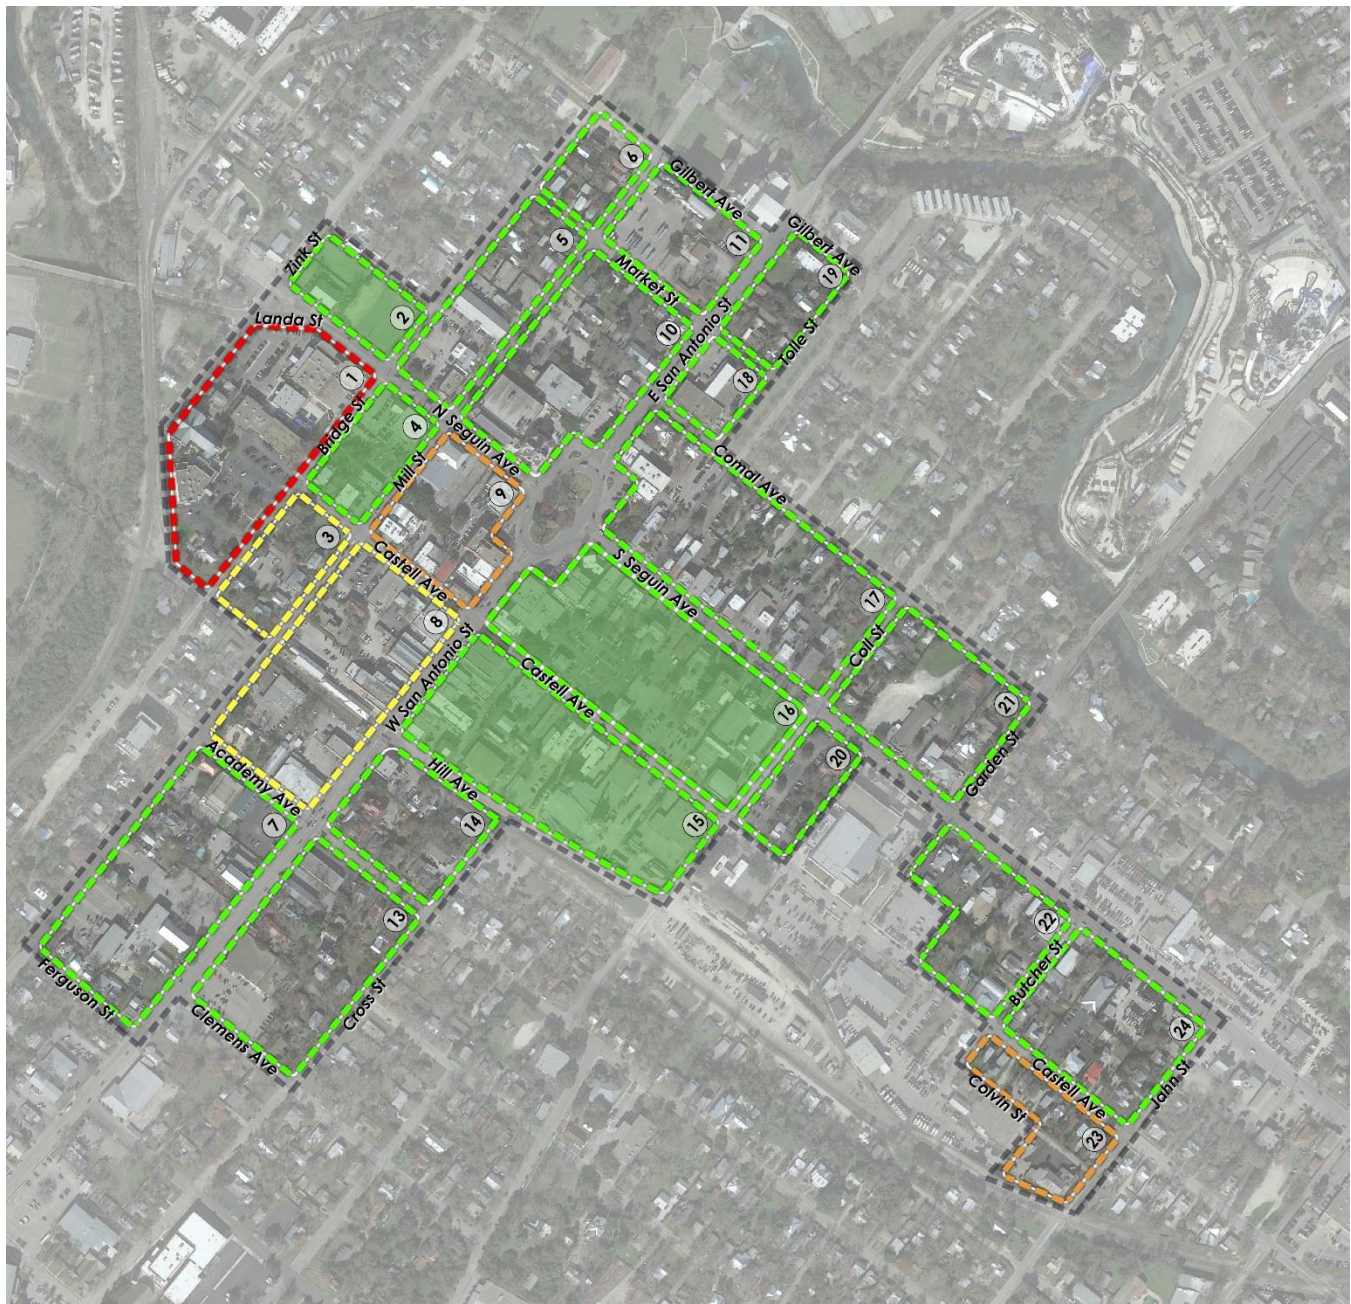 6
Gilbert Ave
11
Gilbert Ave
19
5
Zink St
Market St
Landa St
2
10
E San Antonio St
Tolle St
1
18
Bridge St
4
N Seguin Ave
Mill St
9
Comal Ave
3
Castell Ave
S Seguin Ave
17
8
Coll St
W San Antonio St
Castell Ave
16
21
20
Garden St
Academy Ave
Hill Ave
7
14
15
13
22
Butcher St
Ferguson St
Clemens Ave
Cross St
24
Castell Ave
Jahn St
Colvin St
23